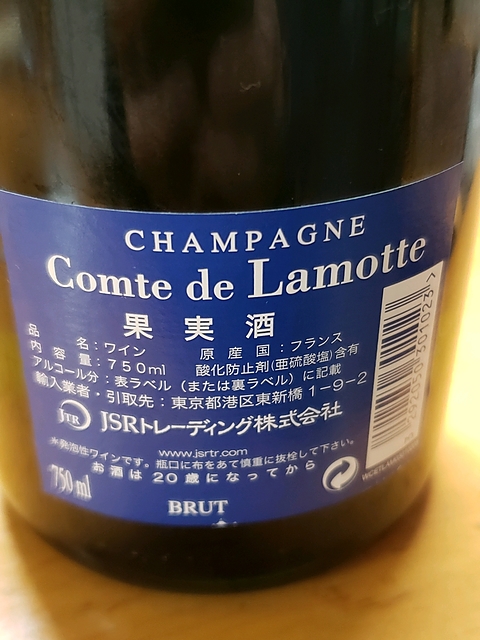 CHAMPAGNE
Comte de Lamotte
果実酒
品名：ワイン 原産国：フランス
内容量：750ml 酸化防止剤(亜硫酸塩)含有
アルコール分：表ラベル（または裏ラベル）に記載
輸入業者・引取先：東京都港区東新橋1-9-2
JTR JSRトレーディング株式会社
www.jsrtr.com
※発泡性ワインです。瓶口に布をあて慎重に抜栓して下さい。
お酒は20歳になってから
750ml
BRUT